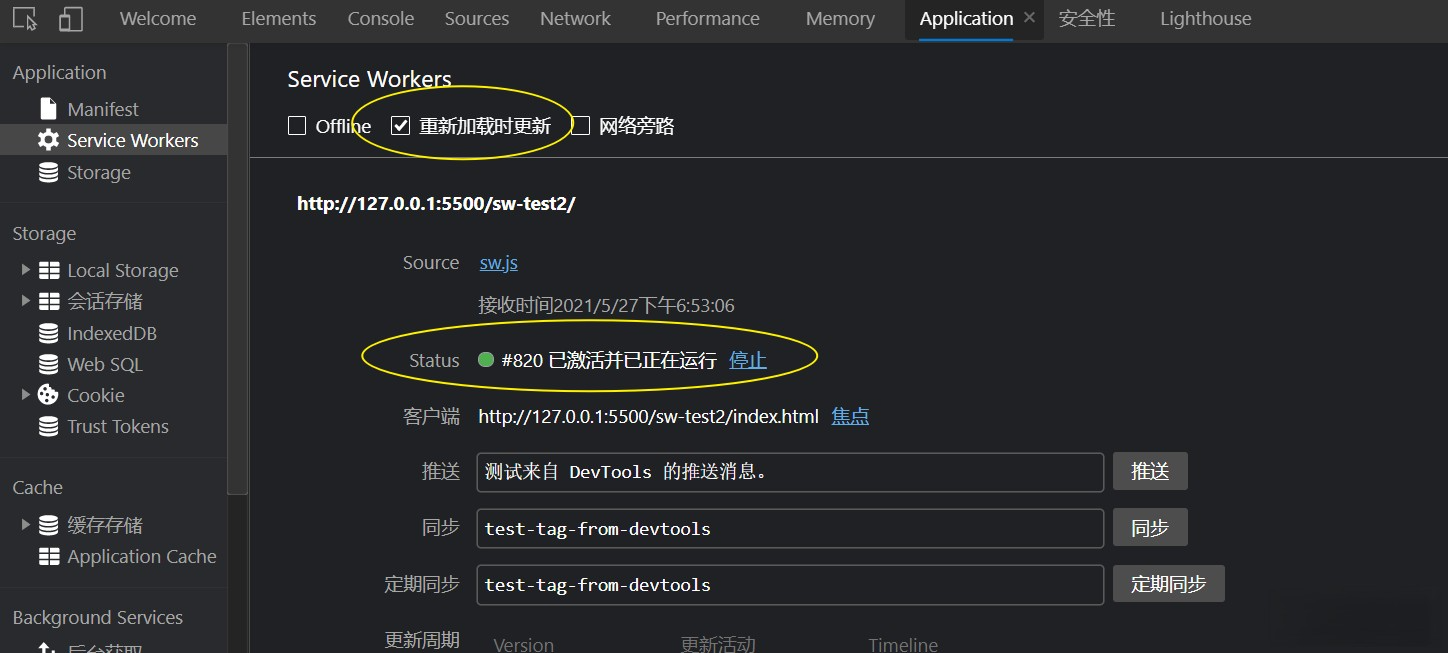 Welcome Elements Console Sources Network Performance Memory Application 安全性 Lighthouse
Application
Manifest
Service Workers
Storage
Storage
Local Storage
会话存储
IndexedDB
Web SQL
Cookie
Trust Tokens
Cache
缓存存储
Application Cache
Background Services
后台获取
Service Workers
Offline 重新加载时更新 网络旁路
http://127.0.0.1:5500/sw-test2/
Source sw.js
接收时间2021/5/27下午6:53:06
Status #820 已激活并已正在运行 停止
客户端 http://127.0.0.1:5500/sw-test2/index.html 焦点
推送 测试来自 DevTools 的推送消息。 推送
同步 test-tag-from-devtools 同步
定期同步 test-tag-from-devtools 定期同步
更新周期 Version 更新活动 Timeline